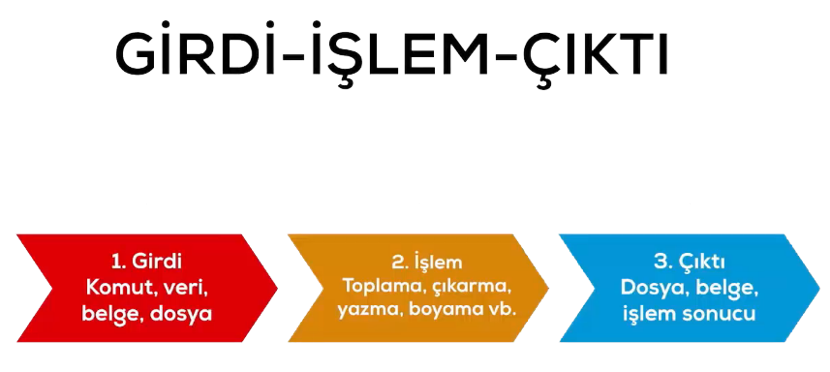 GİRDİ-İŞLEM-ÇIKTI
1. Girdi
Komut, veri,
belge, dosya
2. İşlem
Toplama, çıkarma,
yazma, boyama vb.
3. Çıktı
Dosya, belge,
işlem sonucu